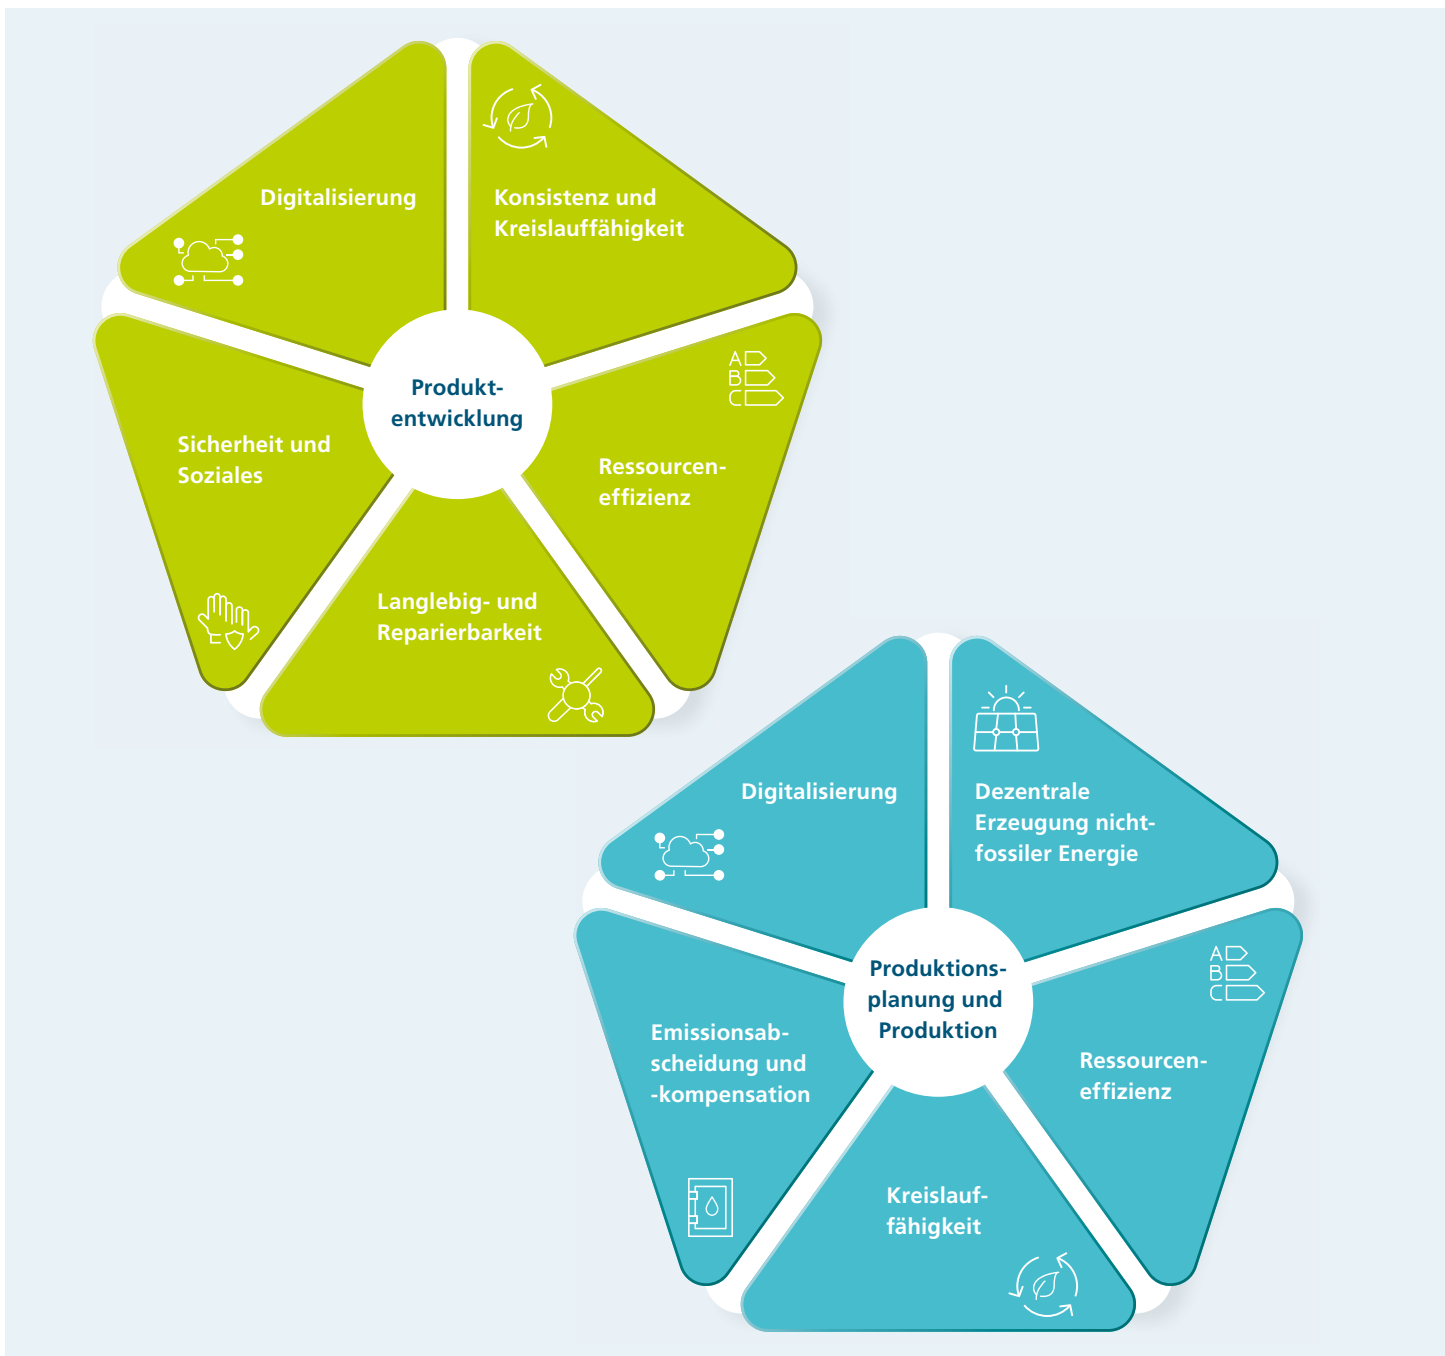 Digitalisierung
Konsistenz und
Kreislauffähigkeit
A
B
C
Produkt-
entwicklung
Sicherheit und
Soziales
Ressourcen-
effizienz
Langlebig- und
Reparierbarkeit
Digitalisierung
Dezentrale
Erzeugung nicht-
fossiler Energie
A
B
C
Produktions-
planung und
Produktion
Emissionsab-
scheidung und
-kompensation
Ressourcen-
effizienz
Kreislauf-
fähigkeit